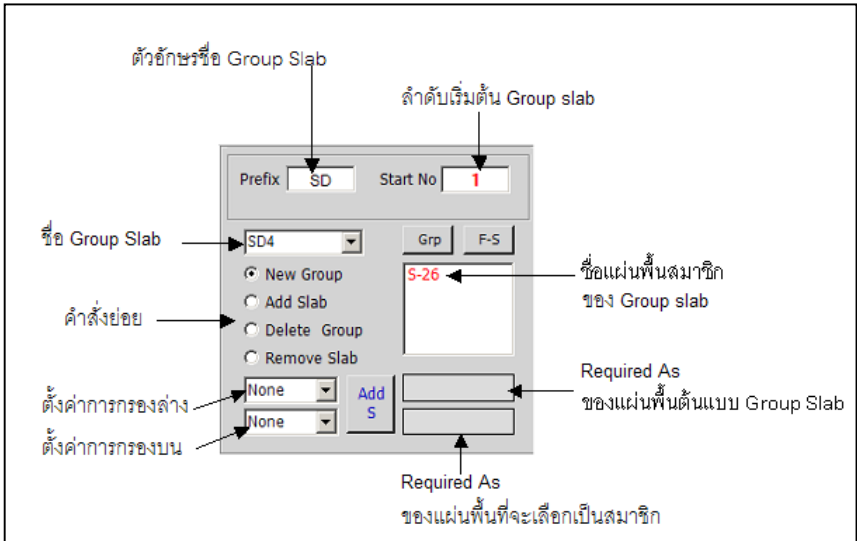 ตัวอักษรชื่อ Group Slab
ลำดับเริ่มต้น Group slab
Prefix SD Start No 1
ชื่อ Group Slab
SD4
Grp F-S
New Group
S-26
ชื่อแผ่นพื้นสมาชิก
ของ Group slab
Add Slab
คำสั่งย่อย
Delete Group
Remove Slab
None
Add
S
None
ตั้งค่าการกรองล่าง
ตั้งค่าการกรองบน
Required As
ของแผ่นพื้นต้นแบบ Group Slab
Required As
ของแผ่นพื้นที่จะเลือกเป็นสมาชิก